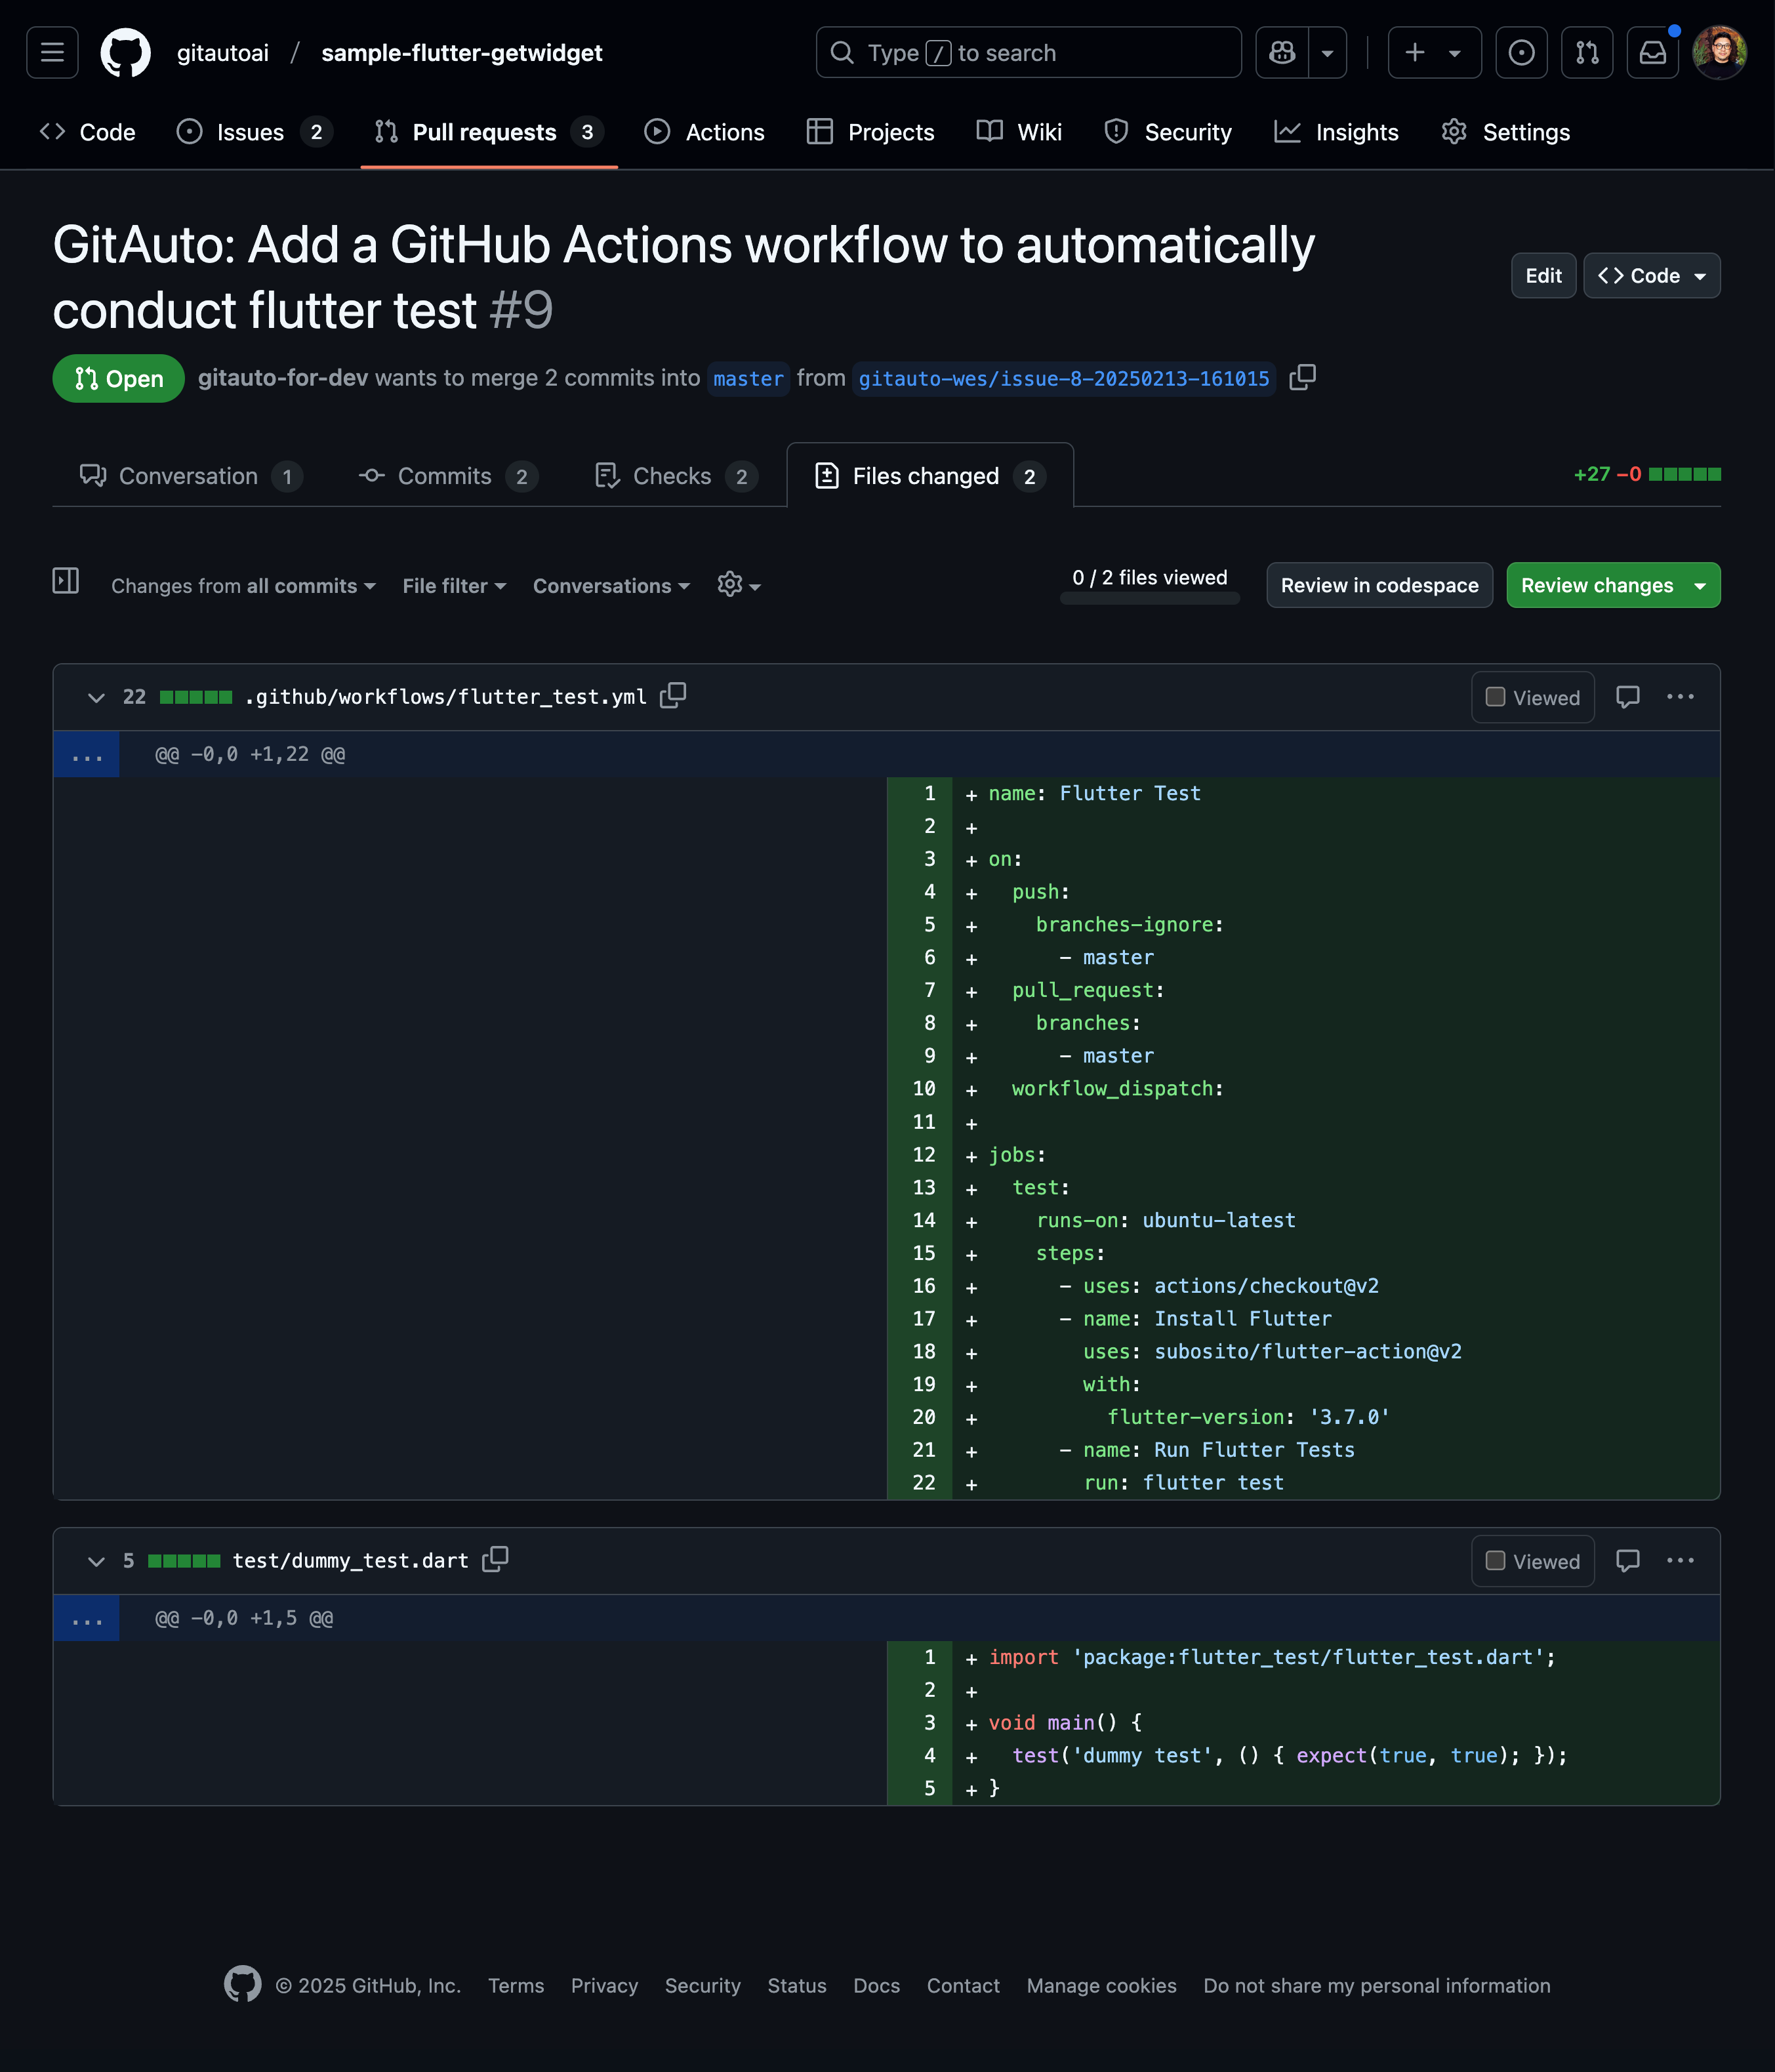 gitautoai / sample-flutter-getwidget Type / to search
Code Issues 2 Pull requests 3 Actions Projects Wiki Security Insights Settings
GitAuto: Add a GitHub Actions workflow to automatically
conduct flutter test #9
Edit Code
Open gitauto-for-dev wants to merge 2 commits into master from gitauto-wes/issue-8-20250213-161015
Conversation 1 Commits 2 Checks 2 Files changed 2 +27 −0
Changes from all commits File filter Conversations 0 / 2 files viewed Review in codespace Review changes
22 .github/workflows/flutter_test.yml Viewed
... @@ -0,0 +1,22 @@
1 + name: Flutter Test
2 +
3 + on:
4 +   push:
5 +     branches-ignore:
6 +       - master
7 +   pull_request:
8 +     branches:
9 +       - master
10 +   workflow_dispatch:
11 +
12 + jobs:
13 +   test:
14 +     runs-on: ubuntu-latest
15 +     steps:
16 +       - uses: actions/checkout@v2
17 +       - name: Install Flutter
18 +         uses: subosito/flutter-action@v2
19 +         with:
20 +           flutter-version: '3.7.0'
21 +       - name: Run Flutter Tests
22 +         run: flutter test
5 test/dummy_test.dart Viewed
... @@ -0,0 +1,5 @@
1 + import 'package:flutter_test/flutter_test.dart';
2 +
3 + void main() {
4 +   test('dummy test', () { expect(true, true); });
5 + }
© 2025 GitHub, Inc. Terms Privacy Security Status Docs Contact Manage cookies Do not share my personal information